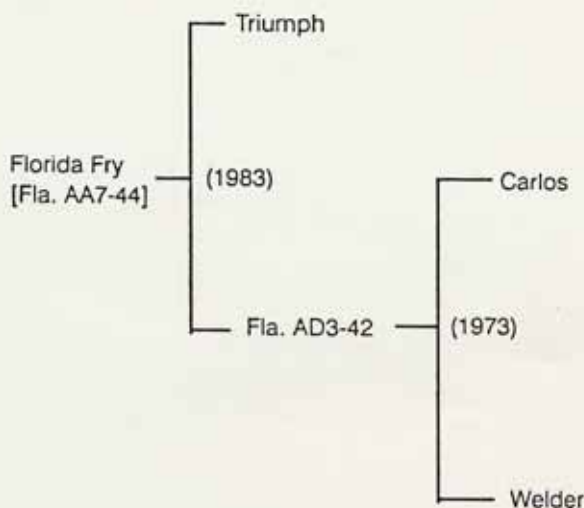 Triumph
Florida Fry
[Fla. AA7-44]
(1983)
Carlos
Fla. AD3-42
(1973)
Welder